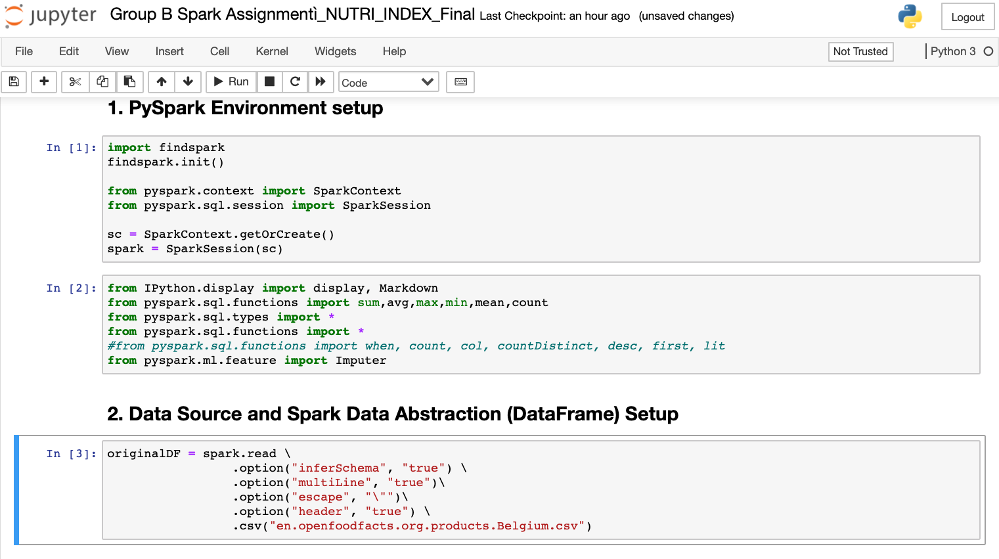 jupyter Group B Spark Assignmentì_NUTRI_INDEX_Final Last Checkpoint: an hour ago (unsaved changes) Logout
File Edit View Insert Cell Kernel Widgets Help Not Trusted Python 3
Run Code
1. PySpark Environment setup
In [1]: import findspark
findspark.init()
from pyspark.context import SparkContext
from pyspark.sql.session import SparkSession
sc = SparkContext.getOrCreate()
spark = SparkSession(sc)
In [2]: from IPython.display import display, Markdown
from pyspark.sql.functions import sum,avg,max,min,mean,count
from pyspark.sql.types import *
from pyspark.sql.functions import *
#from pyspark.sql.functions import when, count, col, countDistinct, desc, first, lit
from pyspark.ml.feature import Imputer
2. Data Source and Spark Data Abstraction (DataFrame) Setup
In [3]: originalDF = spark.read \
.option("inferSchema", "true") \
.option("multiLine", "true")\
.option("escape", "\"")\
.option("header", "true") \
.csv("en.openfoodfacts.org.products.Belgium.csv")